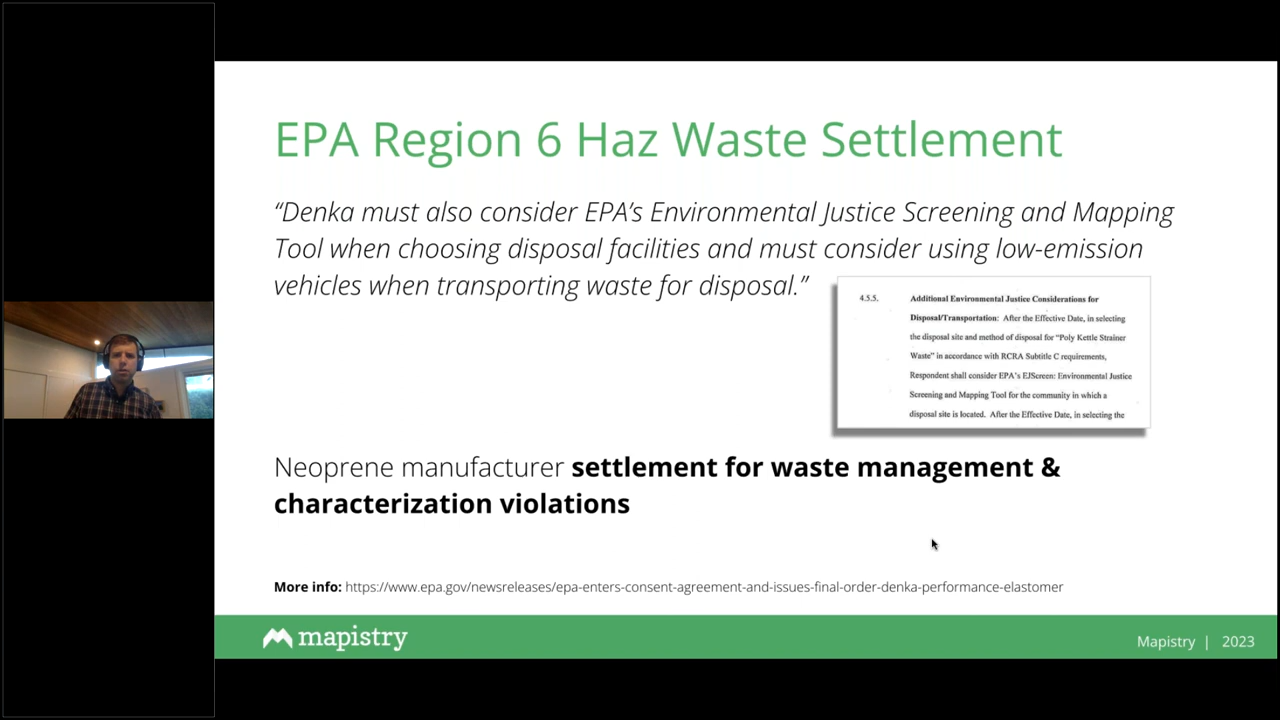 EPA Region 6 Haz Waste Settlement
“Denka must also consider EPA’s Environmental Justice Screening and Mapping
Tool when choosing disposal facilities and must consider using low-emission
vehicles when transporting waste for disposal.”
4.5.5. Additional Environmental Justice Considerations for
Disposal/Transportation: After the Effective Date, in selecting
the disposal site and method of disposal for “Poly Kettle Strainer
Waste” in accordance with RCRA Subtitle C requirements,
Respondent shall consider EPA’s EJScreen: Environmental Justice
Screening and Mapping Tool for the community in which a
disposal site is located. After the Effective Date, in selecting the
Neoprene manufacturer settlement for waste management &
characterization violations
More info: https://www.epa.gov/newsreleases/epa-enters-consent-agreement-and-issues-final-order-denka-performance-elastomer
mapistry
Mapistry | 2023